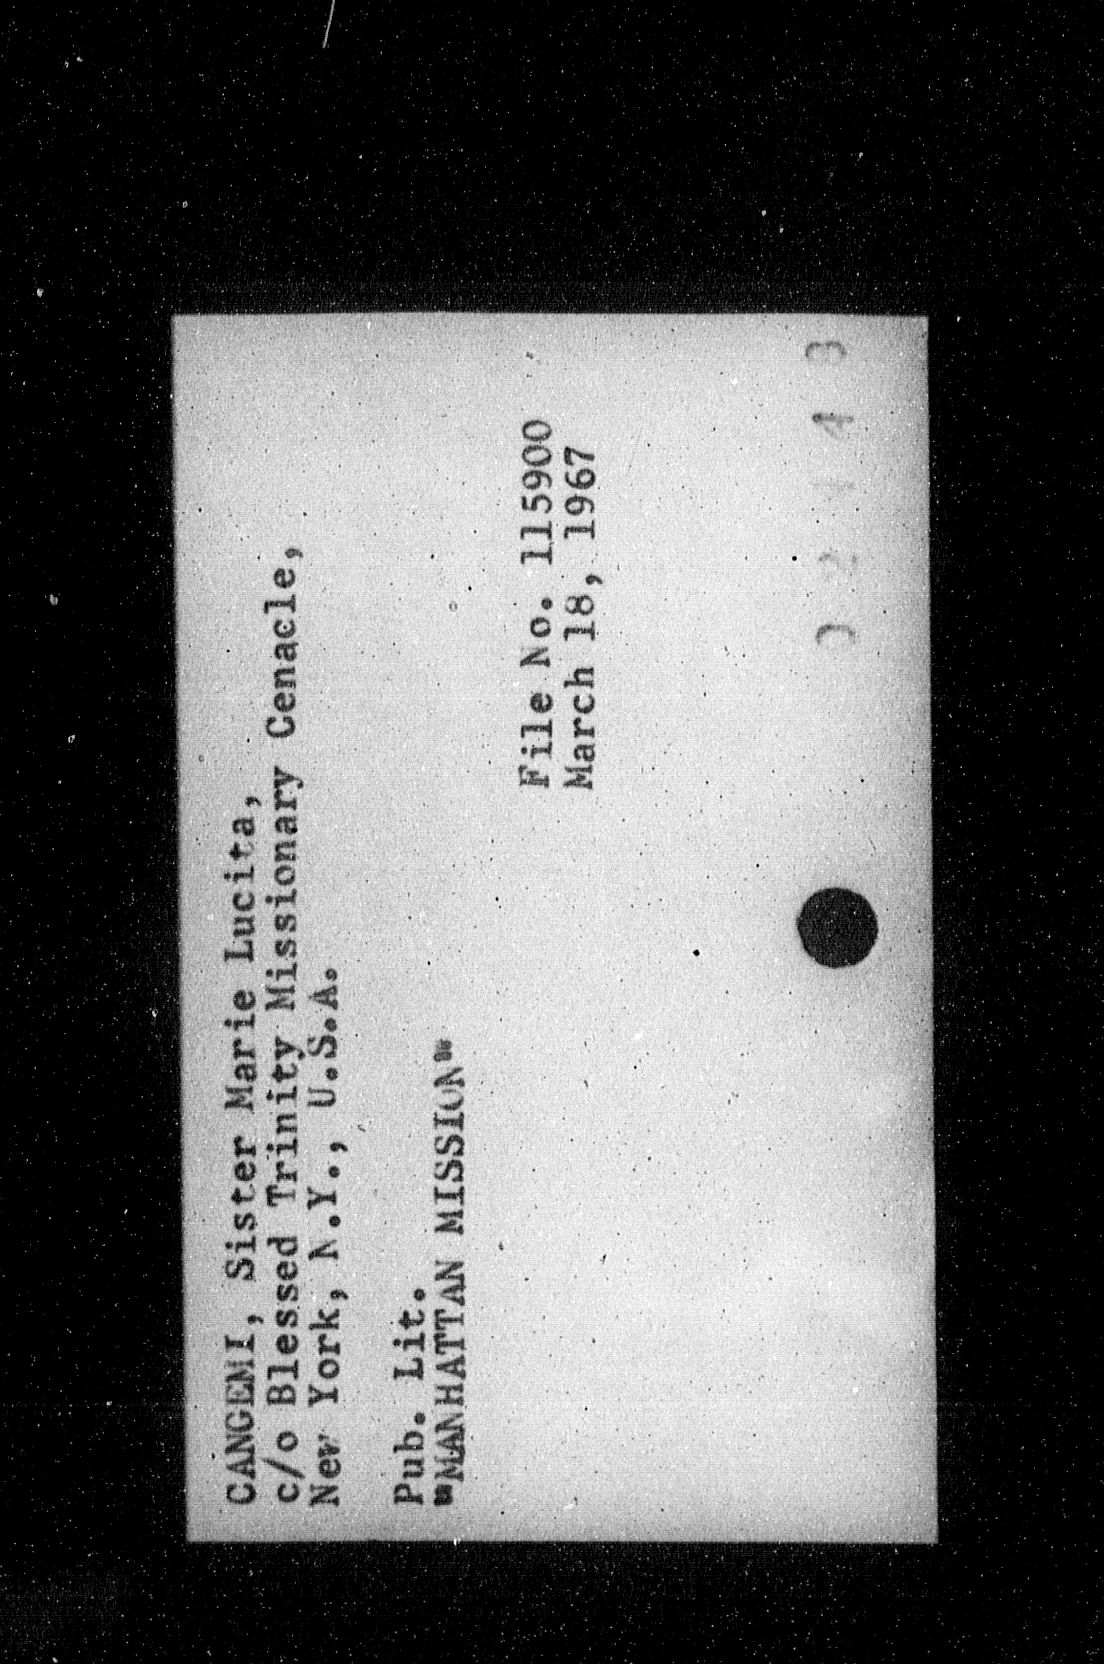 CANGEMI, Sister Marie Lucita,
c/o Blessed Trinity Missionary Cenacle,
New York, N.Y., U.S.A.
Pub. Lit.
"MANHATTAN MISSION"
File No. 115900
March 18, 1967